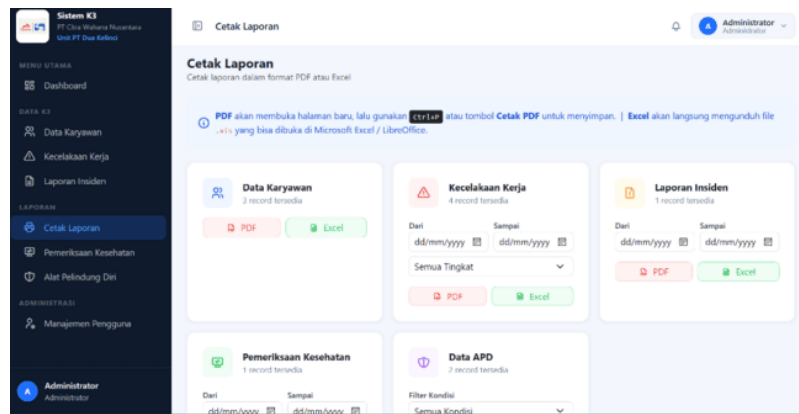 Sistem K3
PT Citra Wahana Nusantara
Unit PT Dua Kelinci
MENU UTAMA
Dashboard
DATA K3
Data Karyawan
Kecelakaan Kerja
Laporan Insiden
LAPORAN
Cetak Laporan
Pemeriksaan Kesehatan
Alat Pelindung Diri
ADMINISTRASI
Manajemen Pengguna
A
Administrator
Administrator
Cetak Laporan
A
Administrator
Administrator
Cetak Laporan
Cetak laporan dalam format PDF atau Excel
PDF akan membuka halaman baru, lalu gunakan Ctrl+P atau tombol Cetak PDF untuk menyimpan. | Excel akan langsung mengunduh file
.xls yang bisa dibuka di Microsoft Excel / LibreOffice.
Data Karyawan
3 record tersedia
PDF
Excel
Kecelakaan Kerja
4 record tersedia
Dari
Sampai
dd/mm/yyyy
dd/mm/yyyy
Semua Tingkat
PDF
Excel
Laporan Insiden
1 record tersedia
Dari
Sampai
dd/mm/yyyy
dd/mm/yyyy
PDF
Excel
Pemeriksaan Kesehatan
1 record tersedia
Dari
Sampai
dd/mm/yyyy
dd/mm/yyyy
Data APD
2 record tersedia
Filter Kondisi
Semua Kondisi